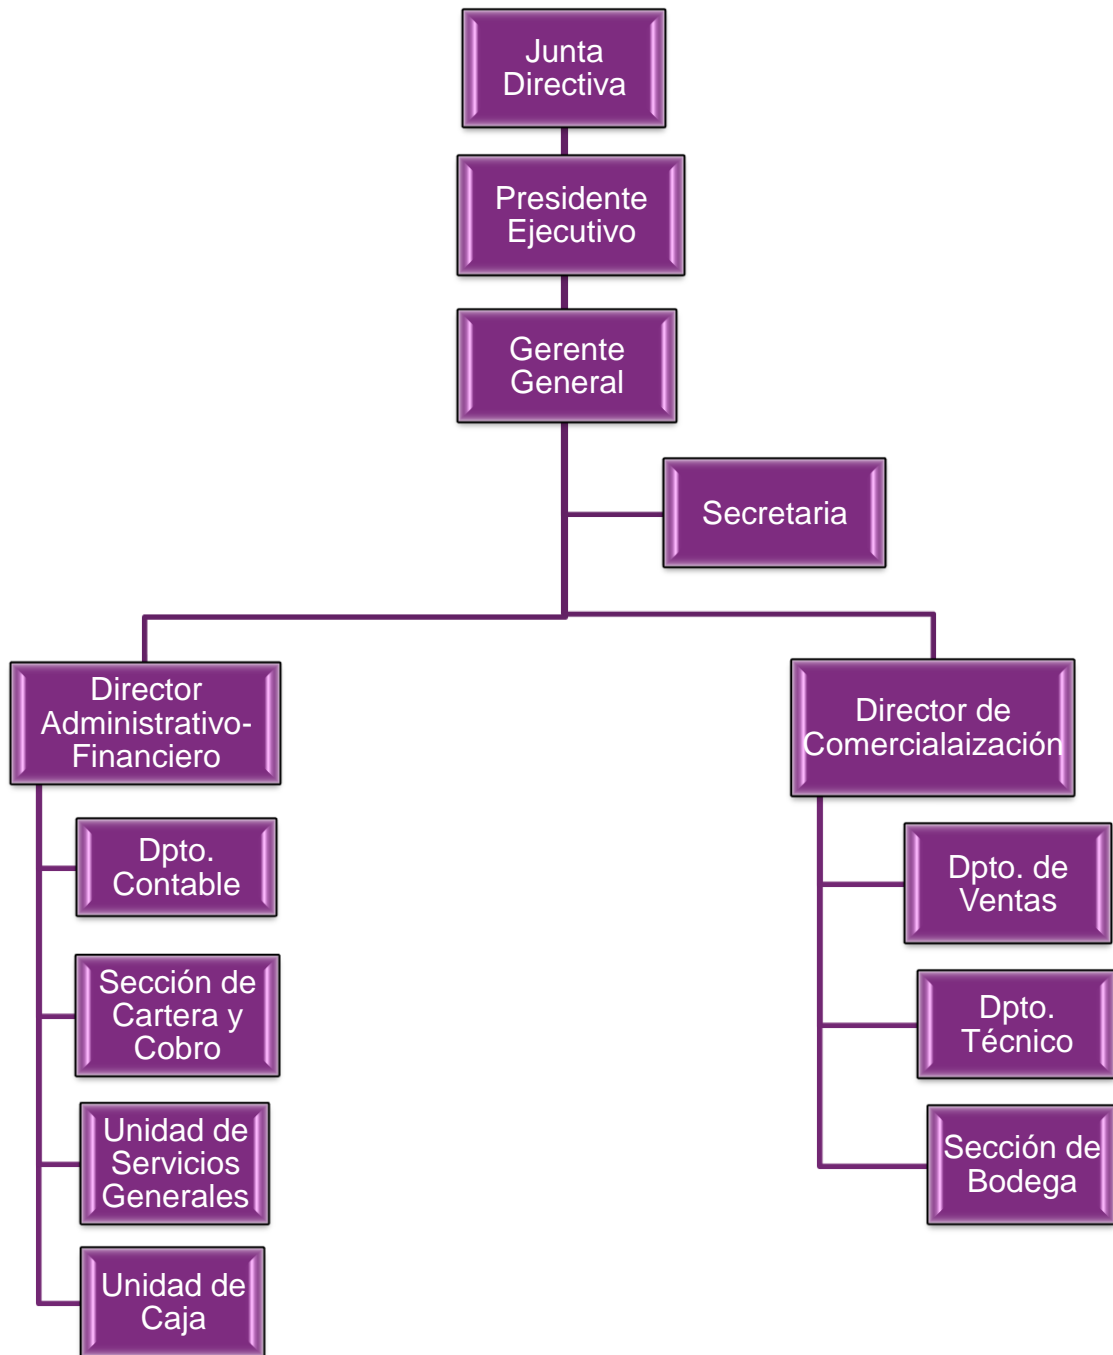 Junta
Directiva
Presidente
Ejecutivo
Gerente
General
Secretaria
Director
Administrativo-
Financiero
Director de
Comercialaización
Dpto.
Contable
Sección de
Cartera y
Cobro
Unidad de
Servicios
Generales
Unidad de
Caja
Dpto. de
Ventas
Dpto.
Técnico
Sección de
Bodega